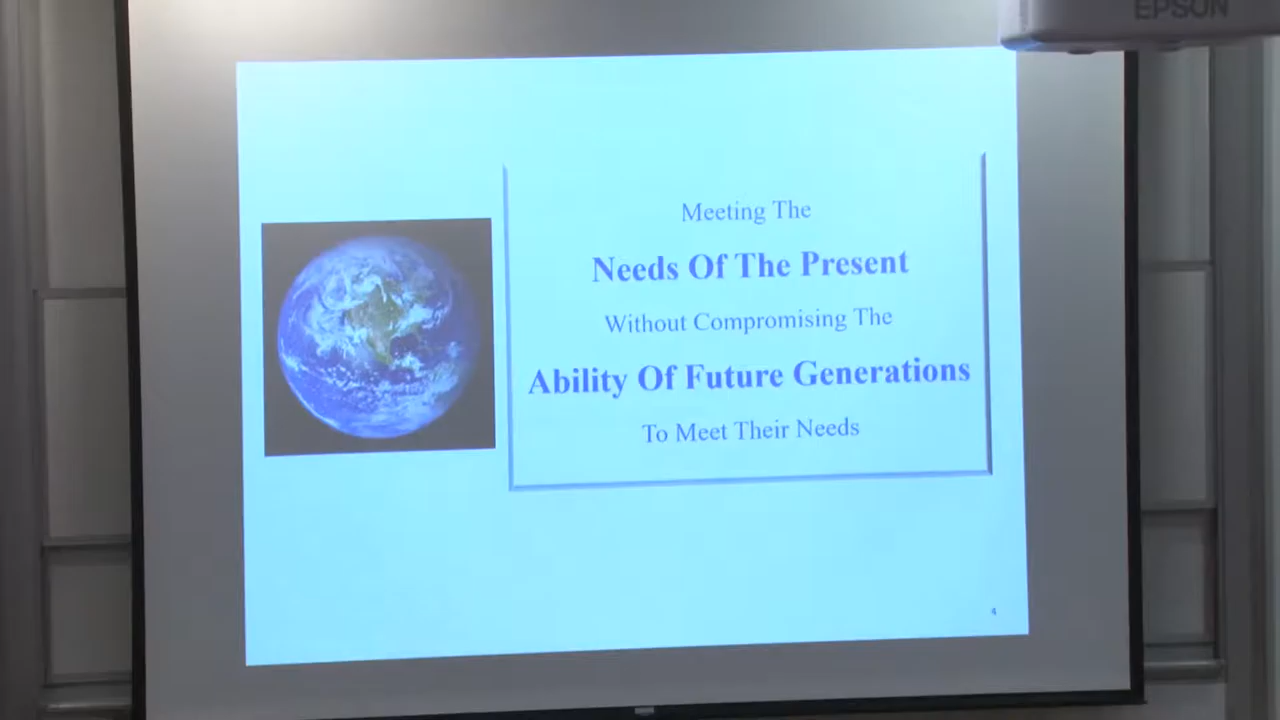 EPSON
Meeting The
Needs Of The Present
Without Compromising The
Ability Of Future Generations
To Meet Their Needs
4